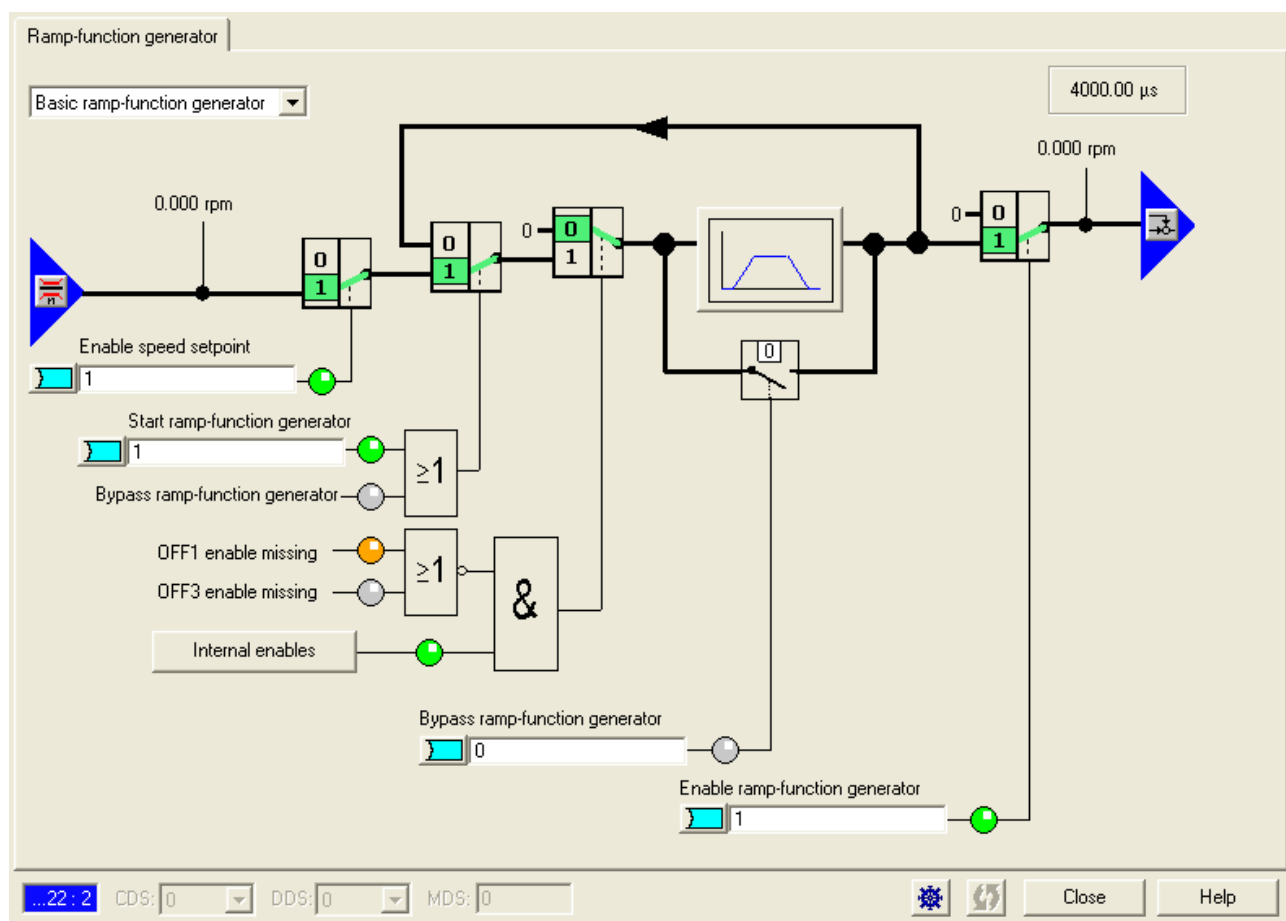 Ramp-function generator
Basic ramp-function generator
4000.00 µs
0.000 rpm
0.000 rpm
0
1
0
1
0
0
1
0
0
1
Enable speed setpoint
1
0
Start ramp-function generator
1
≥1
Bypass ramp-function generator
OFF1 enable missing
≥1
OFF3 enable missing
&
Internal enables
Bypass ramp-function generator
0
Enable ramp-function generator
1
...22 : 2 CDS: 0 DDS: 0 MDS: 0 Close Help